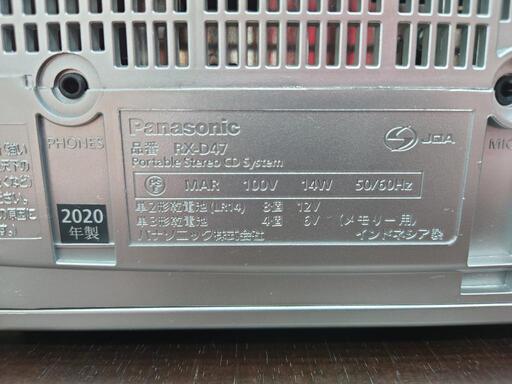 PHONES
Panasonic
品番 RX-D47
Portable Stereo CD System
JQA
PS E MAR 100V 14W 50/60Hz
単2形乾電池(LR14) 8個 12V
単3形乾電池 4個 6V (メモリー用)
パナソニック株式会社 インドネシア製
2020
年製